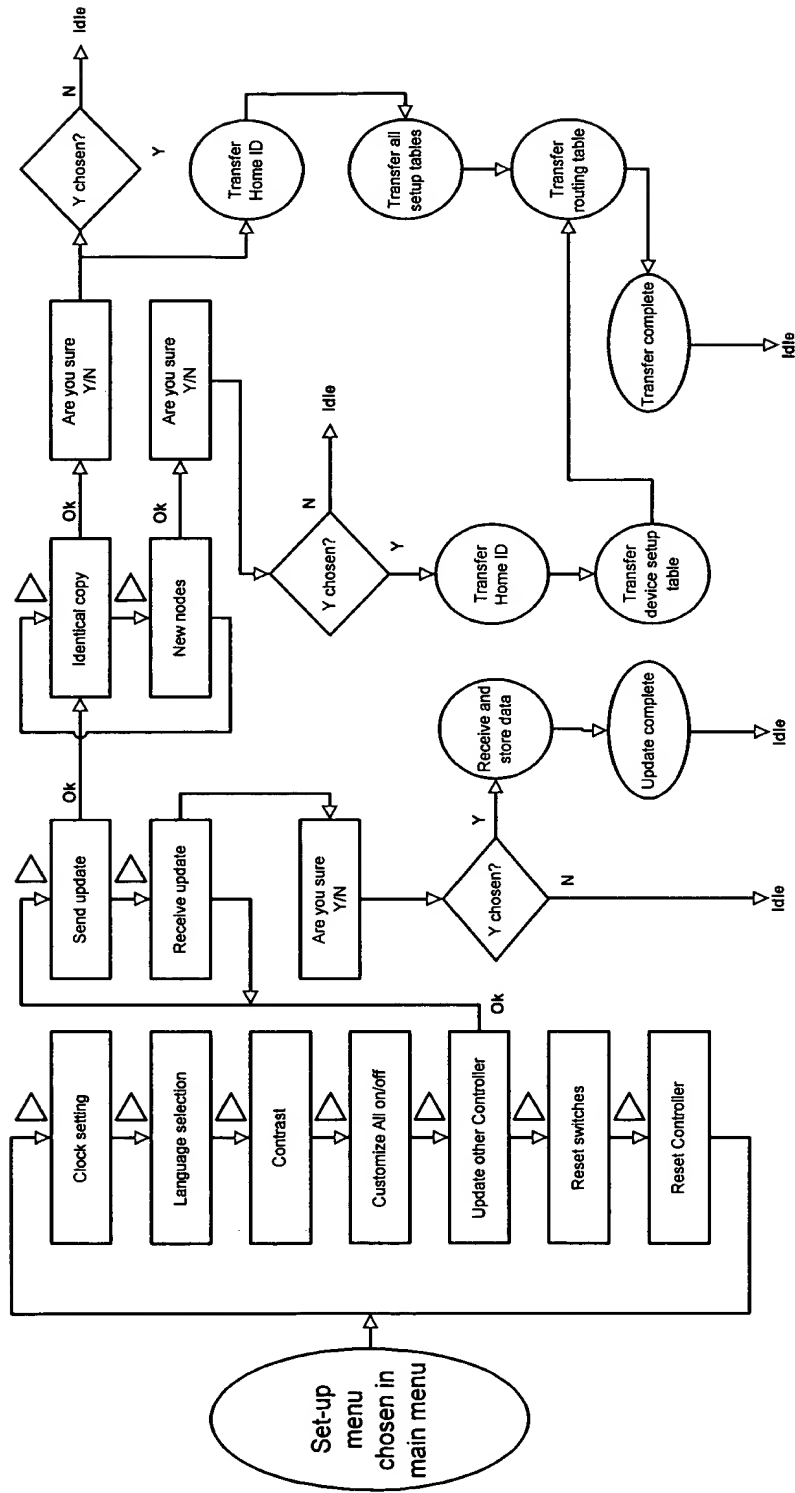 Set-up
menu
chosen in
main menu
Clock setting
Language selection
Contrast
Customize All on/off
Update other Controller
Reset switches
Reset Controller
Ok
Send update
Receive update
Are you sure
Y/N
Y chosen?
N
Idle
Y
Receive and
store data
Update complete
Idle
Ok
Identical copy
New nodes
Ok
Are you sure
Y/N
Ok
Are you sure
Y/N
Y chosen?
N
Idle
Y
Transfer
Home ID
Transfer
device setup
table
Y chosen?
N
Idle
Y
Transfer
Home ID
Transfer all
setup tables
Transfer
routing table
Transfer complete
Idle